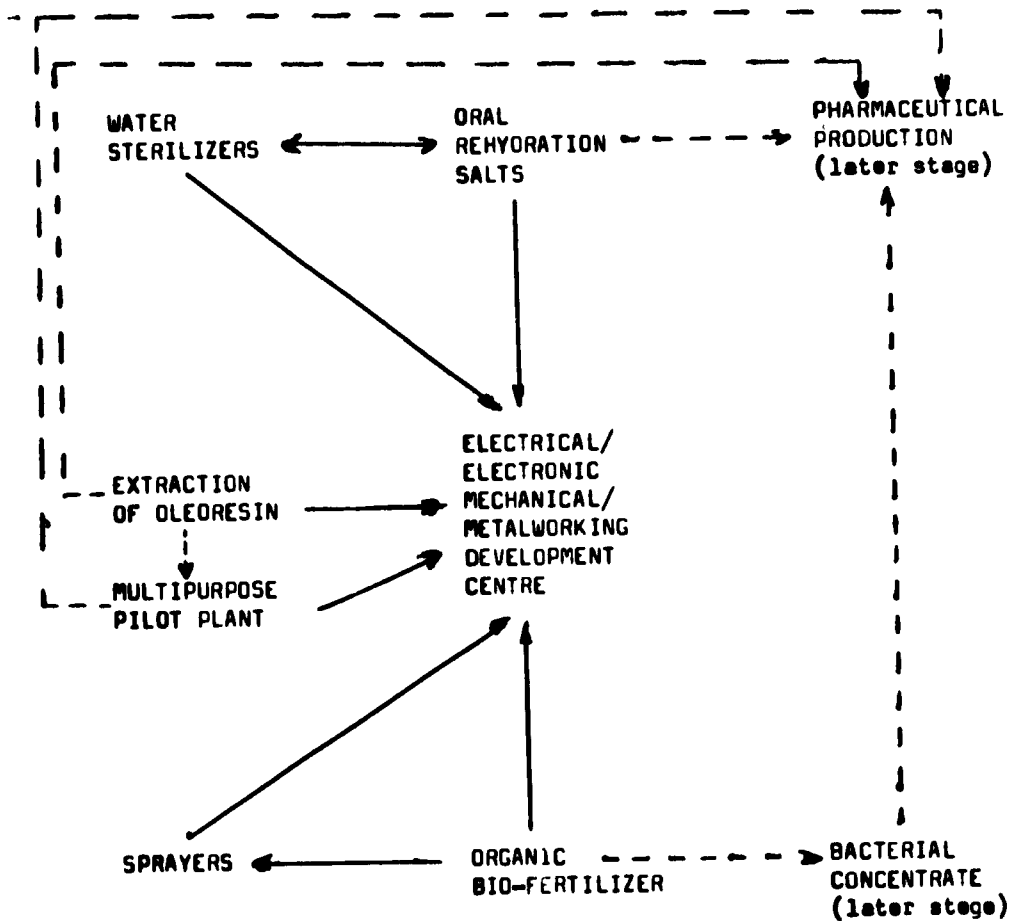 WATER
STERILIZERS
ORAL
REHYDRATION
SALTS
PHARMACEUTICAL
PRODUCTION
(later stage)
EXTRACTION
OF OLEORESIN
MULTIPURPOSE
PILOT PLANT
ELECTRICAL/
ELECTRONIC
MECHANICAL/
METALWORKING
DEVELOPMENT
CENTRE
SPRAYERS
ORGANIC
BIO-FERTILIZER
BACTERIAL
CONCENTRATE
(later stage)